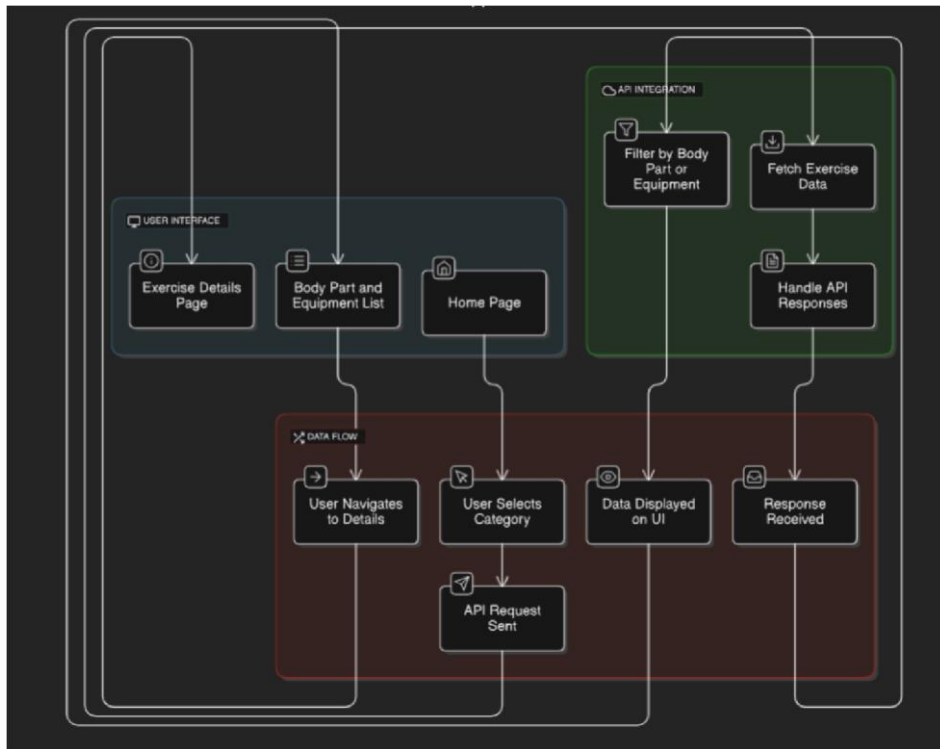 API INTEGRATION
Filter by Body
Part or
Equipment
Fetch Exercise
Data
USER INTERFACE
Exercise Details
Page
Body Part and
Equipment List
Home Page
Handle API
Responses
DATA FLOW
User Navigates
to Details
User Selects
Category
Data Displayed
on UI
Response
Received
API Request
Sent